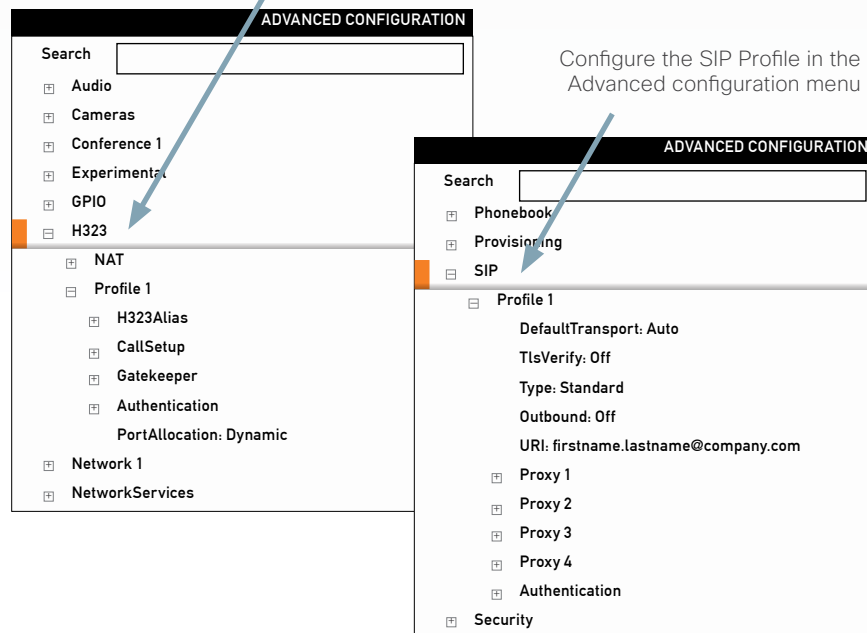 ADVANCED CONFIGURATION
Search
Audio
Cameras
Conference 1
Experimental
GPIO
H323
NAT
Profile 1
H323Alias
CallSetup
Gatekeeper
Authentication
PortAllocation: Dynamic
Network 1
NetworkServices
Configure the SIP Profile in the
Advanced configuration menu
ADVANCED CONFIGURATION
Search
Phonebook
Provisioning
SIP
Profile 1
DefaultTransport: Auto
TlsVerify: Off
Type: Standard
Outbound: Off
URI: firstname.lastname@company.com
Proxy 1
Proxy 2
Proxy 3
Proxy 4
Authentication
Security